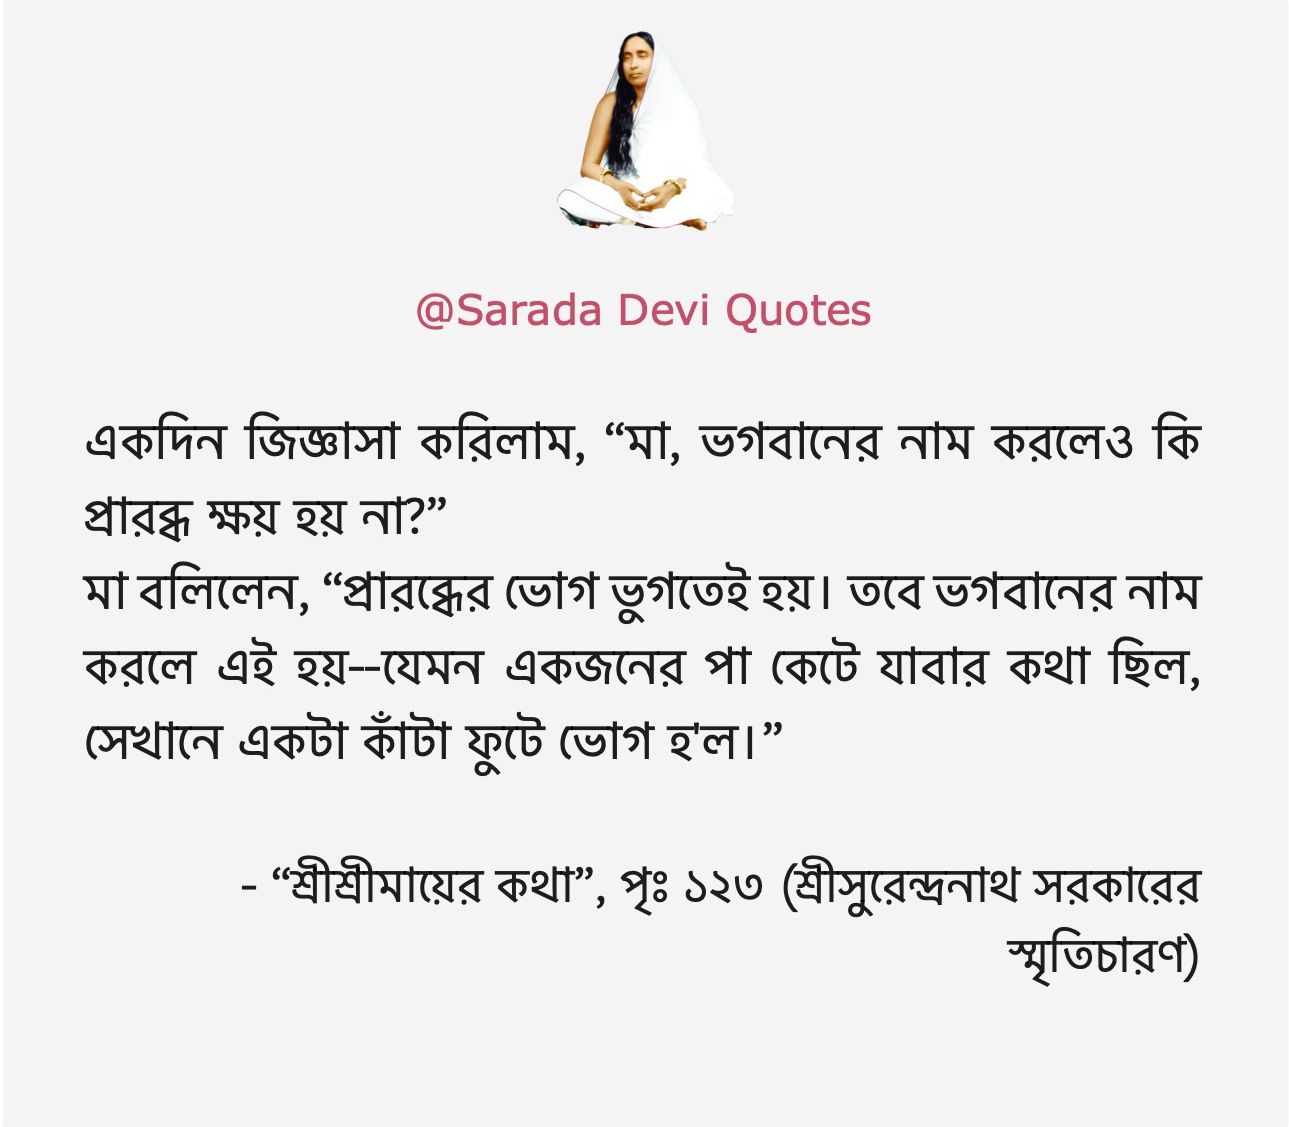 @Sarada Devi Quotes
একদিন জিজ্ঞাসা করিলাম, “মা, ভগবানের নাম করলেও কি
প্রারব্ধ ক্ষয় হয় না?”
মা বলিলেন, “প্রারব্ধের ভোগ ভুগতেই হয়। তবে ভগবানের নাম
করলে এই হয়--যেমন একজনের পা কেটে যাবার কথা ছিল,
সেখানে একটা কাঁটা ফুটে ভোগ হ'ল।”
- “শ্রীশ্রীমায়ের কথা”, পৃঃ ১২৩ (শ্রীসুরেন্দ্রনাথ সরকারের
স্মৃতিচারণ)